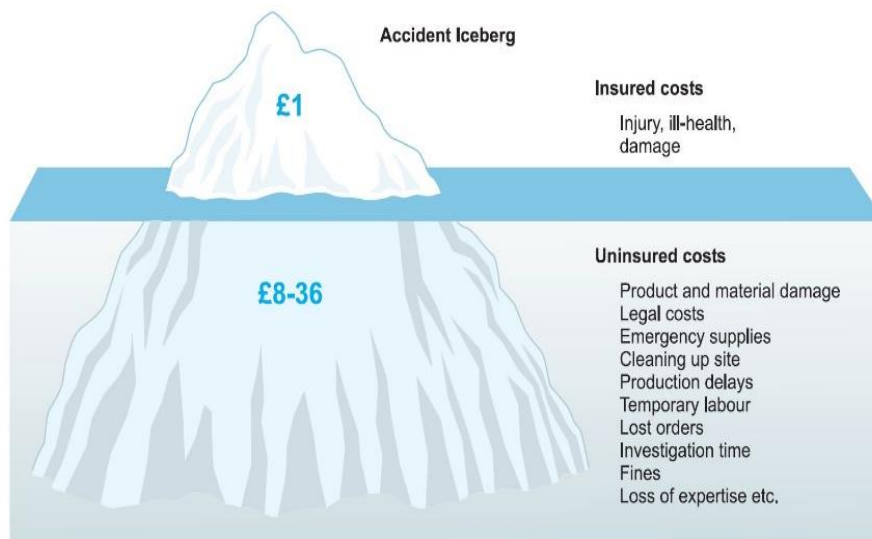 Accident Iceberg
£1
Insured costs
Injury, ill-health,
damage
£8-36
Uninsured costs
Product and material damage
Legal costs
Emergency supplies
Cleaning up site
Production delays
Temporary labour
Lost orders
Investigation time
Fines
Loss of expertise etc.